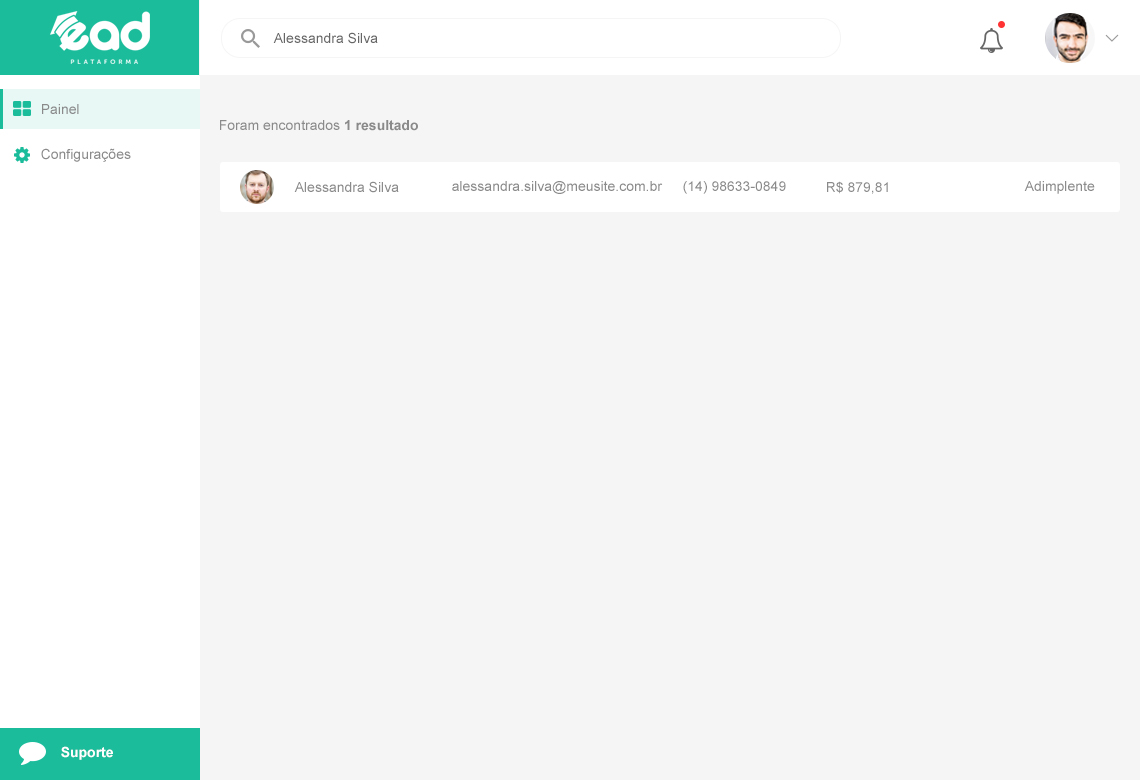 ead
PLATAFORMA
Alessandra Silva
Painel
Configurações
Foram encontrados 1 resultado
Alessandra Silva alessandra.silva@meusite.com.br (14) 98633-0849 R$ 879,81 Adimplente
Suporte